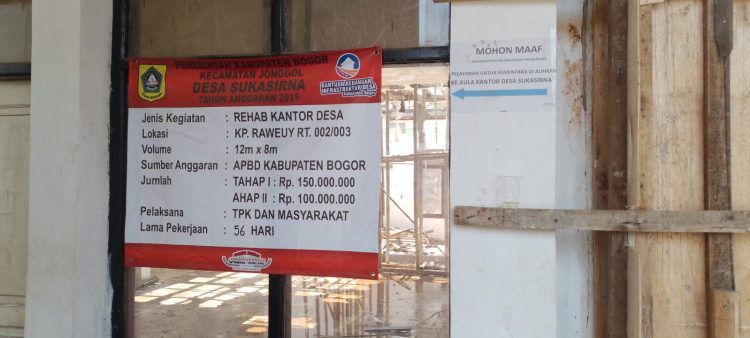 PEMERINTAH KABUPATEN BOGOR
KECAMATAN JONGGOL
DESA SUKASIRNA
TAHUN ANGGARAN 2025
BANTUAN KEUANGAN
INFRASTRUKTUR DESA
Jenis Kegiatan : REHAB KANTOR DESA
Lokasi : KP. RAWEUY RT. 002/003
Volume : 12m x 8m
Sumber Anggaran : APBD KABUPATEN BOGOR
Jumlah : TAHAP I : Rp. 150.000.000
AHAP II : Rp. 100.000.000
Pelaksana : TPK DAN MASYARAKAT
Lama Pekerjaan : 56 HARI
MOHON MAAF
PELAYANAN UNTUK SEMENTARA DI ALIHKAN
KE AULA KANTOR DESA SUKASIRNA